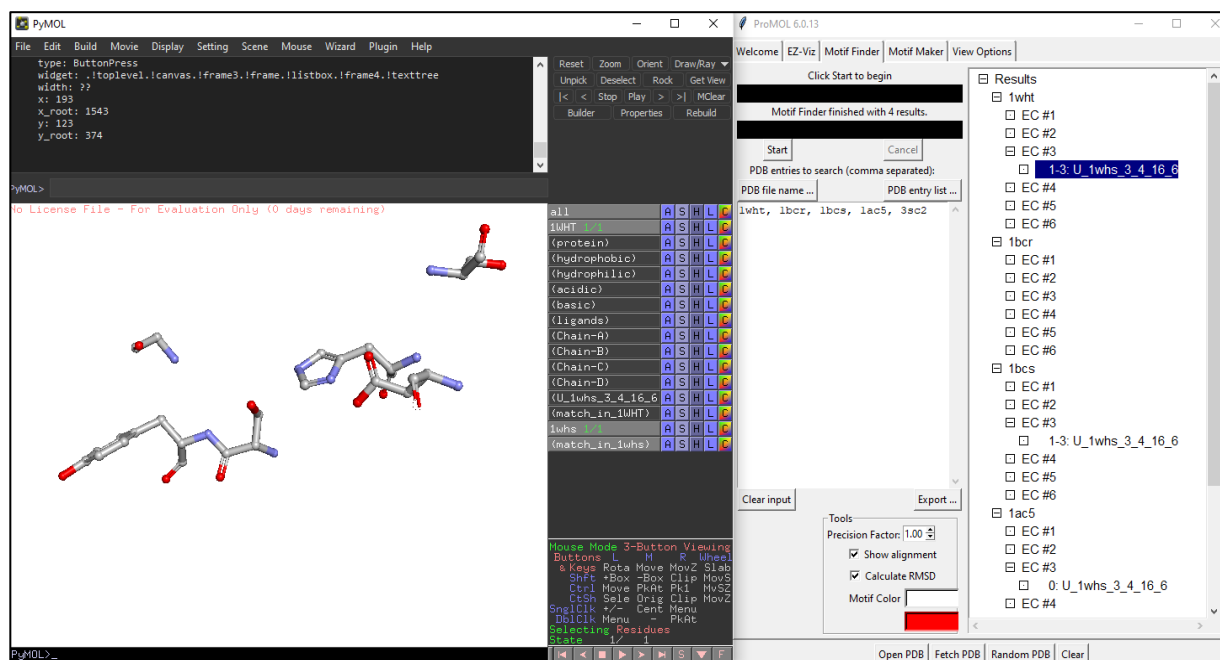 PyMOL
File Edit Build Movie Display Setting Scene Mouse Wizard Plugin Help
type: ButtonPress
widget: .!toplevel.!canvas.!frame3.!frame.!listbox.!frame4.!texttree
width: ??
x: 193
x_root: 1543
y: 123
y_root: 374
PyMOL>
Reset Zoom Orient Draw/Ray
Unpick Deselect Rock Get View
|< < Stop Play > >| MClear
Builder Properties Rebuild
No License File - For Evaluation Only (0 days remaining)
all A S H L C
1WHT 1/1 A S H L C
(protein) A S H L C
(hydrophobic) A S H L C
(hydrophilic) A S H L C
(acidic) A S H L C
(basic) A S H L C
(ligands) A S H L C
(Chain-A) A S H L C
(Chain-B) A S H L C
(Chain-C) A S H L C
(Chain-D) A S H L C
(U_1whs_3_4_16_6 A S H L C
(match_in_1WHT) A S H L C
1whs 1/1 A S H L C
(match_in_1whs) A S H L C
Mouse Mode 3-Button Viewing
Buttons L M R Wheel
& Keys Rota Move MovZ Slab
Shft +Box -Box Clip MovS
Ctrl Move PkAt Pk1 MvSZ
CtSh Sele Orig Clip MovZ
SnglClk +/- Cent Menu
DblClk Menu - PkAt
Selecting Residues
State 1/ 1
S F
PyMOL>_
ProMOL 6.0.13
Welcome EZ-Viz Motif Finder Motif Maker View Options
Click Start to begin
Motif Finder finished with 4 results.
Start Cancel
PDB entries to search (comma separated):
PDB file name ... PDB entry list ...
1wht, 1bcr, 1bcs, 1ac5, 3sc2
Clear input Export ...
Tools
Precision Factor: 1.00
Show alignment
Calculate RMSD
Motif Color
Results
1wht
EC #1
EC #2
EC #3
1-3: U_1whs_3_4_16_6
EC #4
EC #5
EC #6
1bcr
EC #1
EC #2
EC #3
EC #4
EC #5
EC #6
1bcs
EC #1
EC #2
EC #3
1-3: U_1whs_3_4_16_6
EC #4
EC #5
EC #6
1ac5
EC #1
EC #2
EC #3
0: U_1whs_3_4_16_6
EC #4
Open PDB Fetch PDB Random PDB Clear